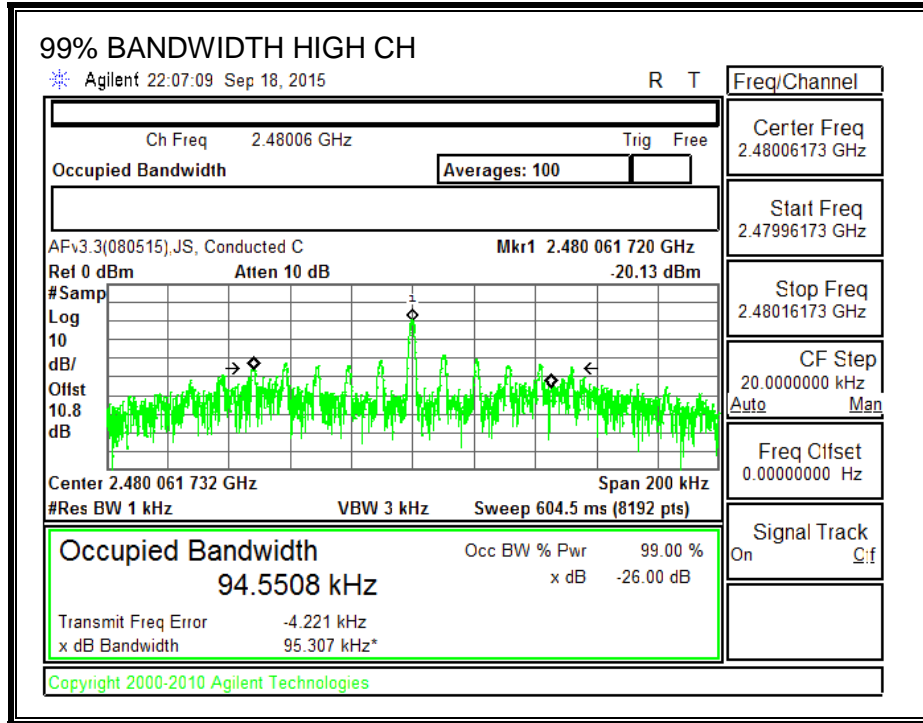 99% BANDWIDTH HIGH CH
Agilent 22:07:09 Sep 18, 2015 R T
Freq/Channel
Ch Freq 2.48006 GHz Trig Free
Occupied Bandwidth Averages: 100
Center Freq
2.48006173 GHz
Start Freq
2.47996173 GHz
AFv3.3(080515),JS, Conducted C Mkr1 2.480 061 720 GHz
Ref 0 dBm Atten 10 dB -20.13 dBm
#Samp
Log
10
dB/
Offst
10.8
dB
1
Stop Freq
2.48016173 GHz
CF Step
20.0000000 kHz
Auto Man
Freq Offset
0.00000000 Hz
Center 2.480 061 732 GHz Span 200 kHz
#Res BW 1 kHz VBW 3 kHz Sweep 604.5 ms (8192 pts)
Signal Track
On Off
Occupied Bandwidth Occ BW % Pwr 99.00 %
94.5508 kHz x dB -26.00 dB
Transmit Freq Error -4.221 kHz
x dB Bandwidth 95.307 kHz*
Copyright 2000-2010 Agilent Technologies